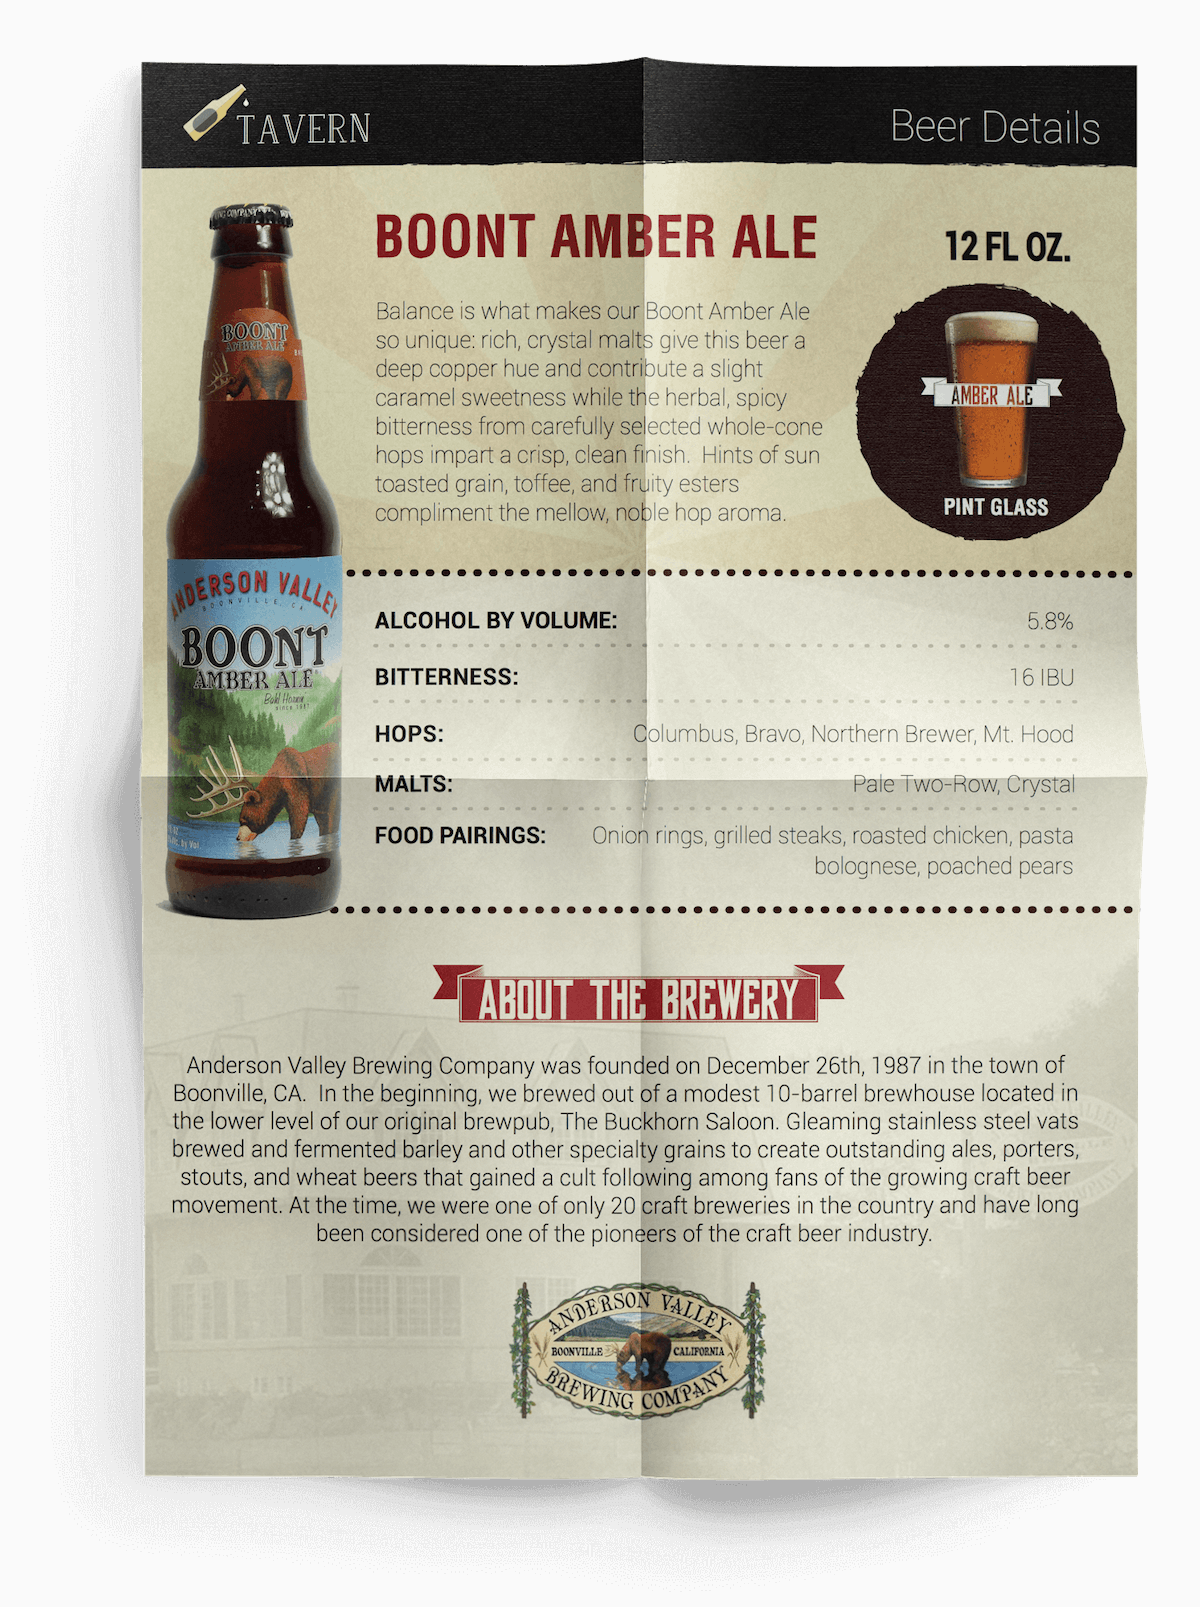 TAVERN
Beer Details
BOONT AMBER ALE
12 FL OZ.
Balance is what makes our Boont Amber Ale
so unique: rich, crystal malts give this beer a
deep copper hue and contribute a slight
caramel sweetness while the herbal, spicy
bitterness from carefully selected whole-cone
hops impart a crisp, clean finish.  Hints of sun
toasted grain, toffee, and fruity esters
compliment the mellow, noble hop aroma.
AMBER ALE
PINT GLASS
BOONT
AMBER ALE
ANDERSON VALLEY
BOONVILLE, CA
BOONT
AMBER ALE
Bahl Hornin'
since 1987
ALCOHOL BY VOLUME: 5.8%
BITTERNESS: 16 IBU
HOPS: Columbus, Bravo, Northern Brewer, Mt. Hood
MALTS: Pale Two-Row, Crystal
FOOD PAIRINGS: Onion rings, grilled steaks, roasted chicken, pasta
bolognese, poached pears
ABOUT THE BREWERY
Anderson Valley Brewing Company was founded on December 26th, 1987 in the town of
Boonville, CA.  In the beginning, we brewed out of a modest 10-barrel brewhouse located in
the lower level of our original brewpub, The Buckhorn Saloon. Gleaming stainless steel vats
brewed and fermented barley and other specialty grains to create outstanding ales, porters,
stouts, and wheat beers that gained a cult following among fans of the growing craft beer
movement. At the time, we were one of only 20 craft breweries in the country and have long
been considered one of the pioneers of the craft beer industry.
ANDERSON VALLEY
BOONVILLE CALIFORNIA
BREWING COMPANY